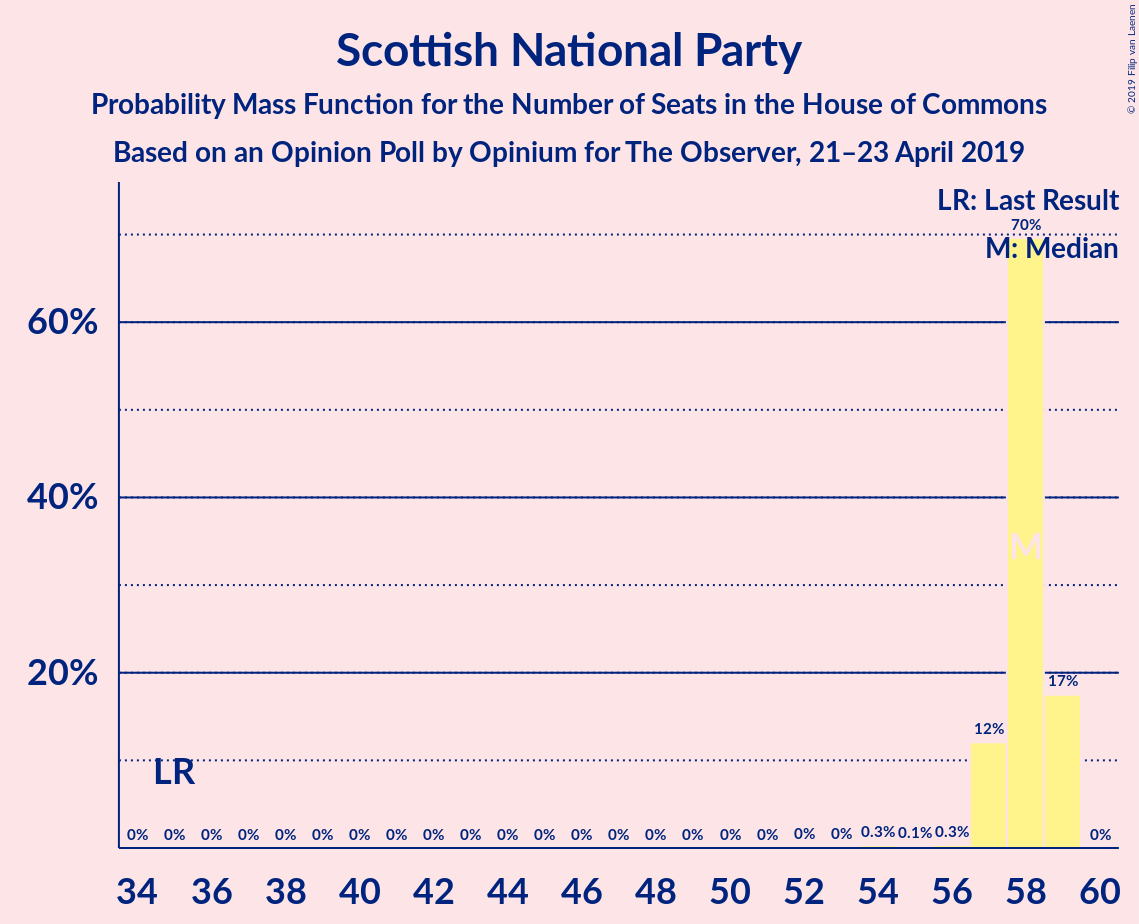 Scottish National Party
Probability Mass Function for the Number of Seats in the House of Commons
Based on an Opinion Poll by Opinium for The Observer, 21–23 April 2019
© 2019 Filip van Laenen
LR: Last Result
70%
M: Median
60%
40%
M
20%
17%
12%
LR
0% 0% 0% 0% 0% 0% 0% 0% 0% 0% 0% 0% 0% 0% 0% 0% 0% 0% 0% 0% 0.3% 0.1% 0.3% 0%
34 36 38 40 42 44 46 48 50 52 54 56 58 60